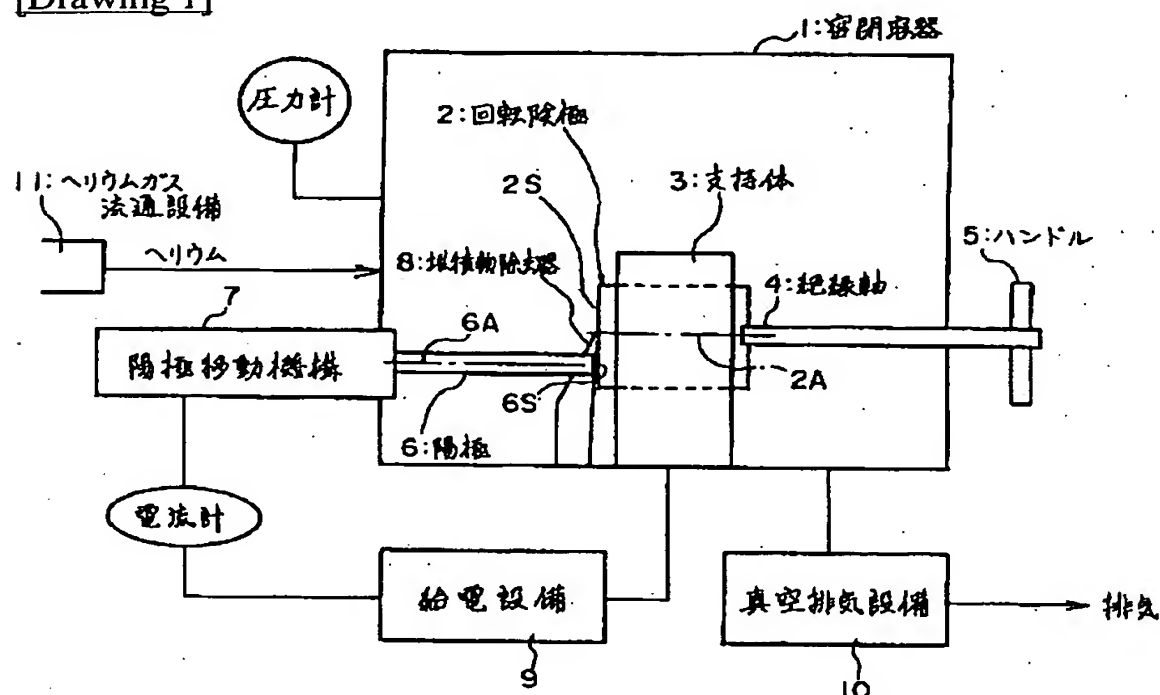 [Drawing 1]
1:密閉容器
圧力計
2:回転陰極
2S
3:支持体
11:ヘリウムガス
流通設備
ヘリウム
5:ハンドル
8:堆積物除去器
4:絶縁軸
7
6A
陽極移動機構
2A
6S
6:陽極
電流計
給電設備
真空排気設備
排気
9
10